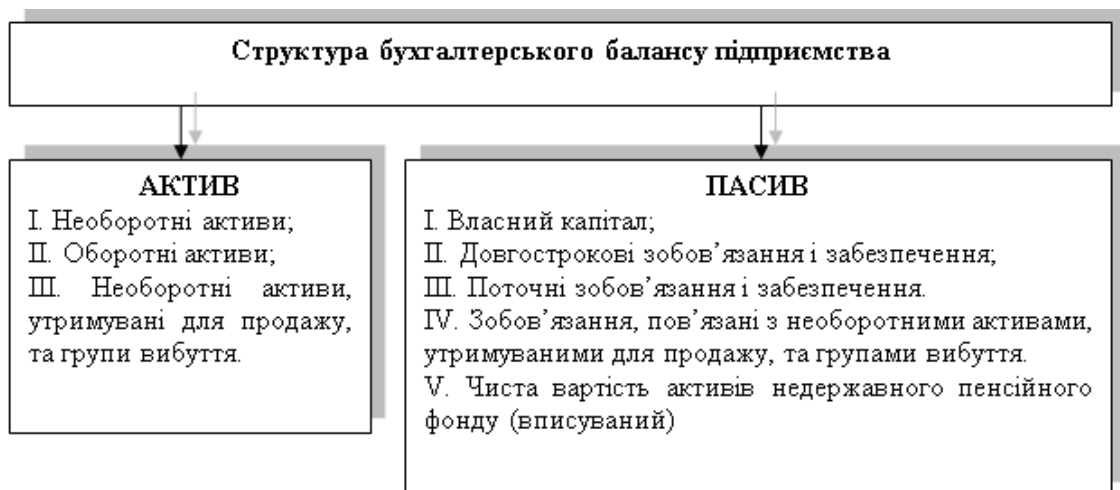 Структура бухгалтерського балансу підприємства
АКТИВ
І. Необоротні активи;
ІІ. Оборотні активи;
ІІІ. Необоротні активи,
утримувані для продажу,
та групи вибуття.
ПАСИВ
І. Власний капітал;
ІІ. Довгострокові зобов’язання і забезпечення;
ІІІ. Поточні зобов’язання і забезпечення.
IV. Зобов’язання, пов’язані з необоротними активами,
утримуваними для продажу, та групами вибуття.
V. Чиста вартість активів недержавного пенсійного
фонду (вписуваний)